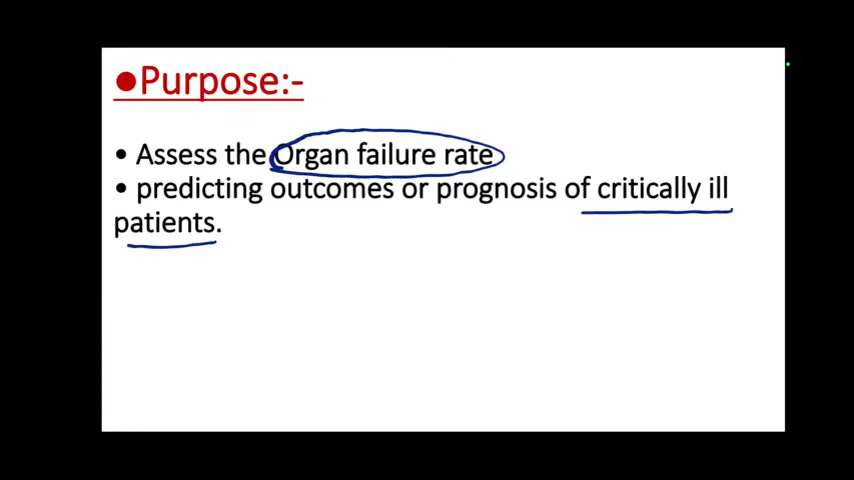 ●Purpose:-
• Assess the Organ failure rate
• predicting outcomes or prognosis of critically ill
patients.